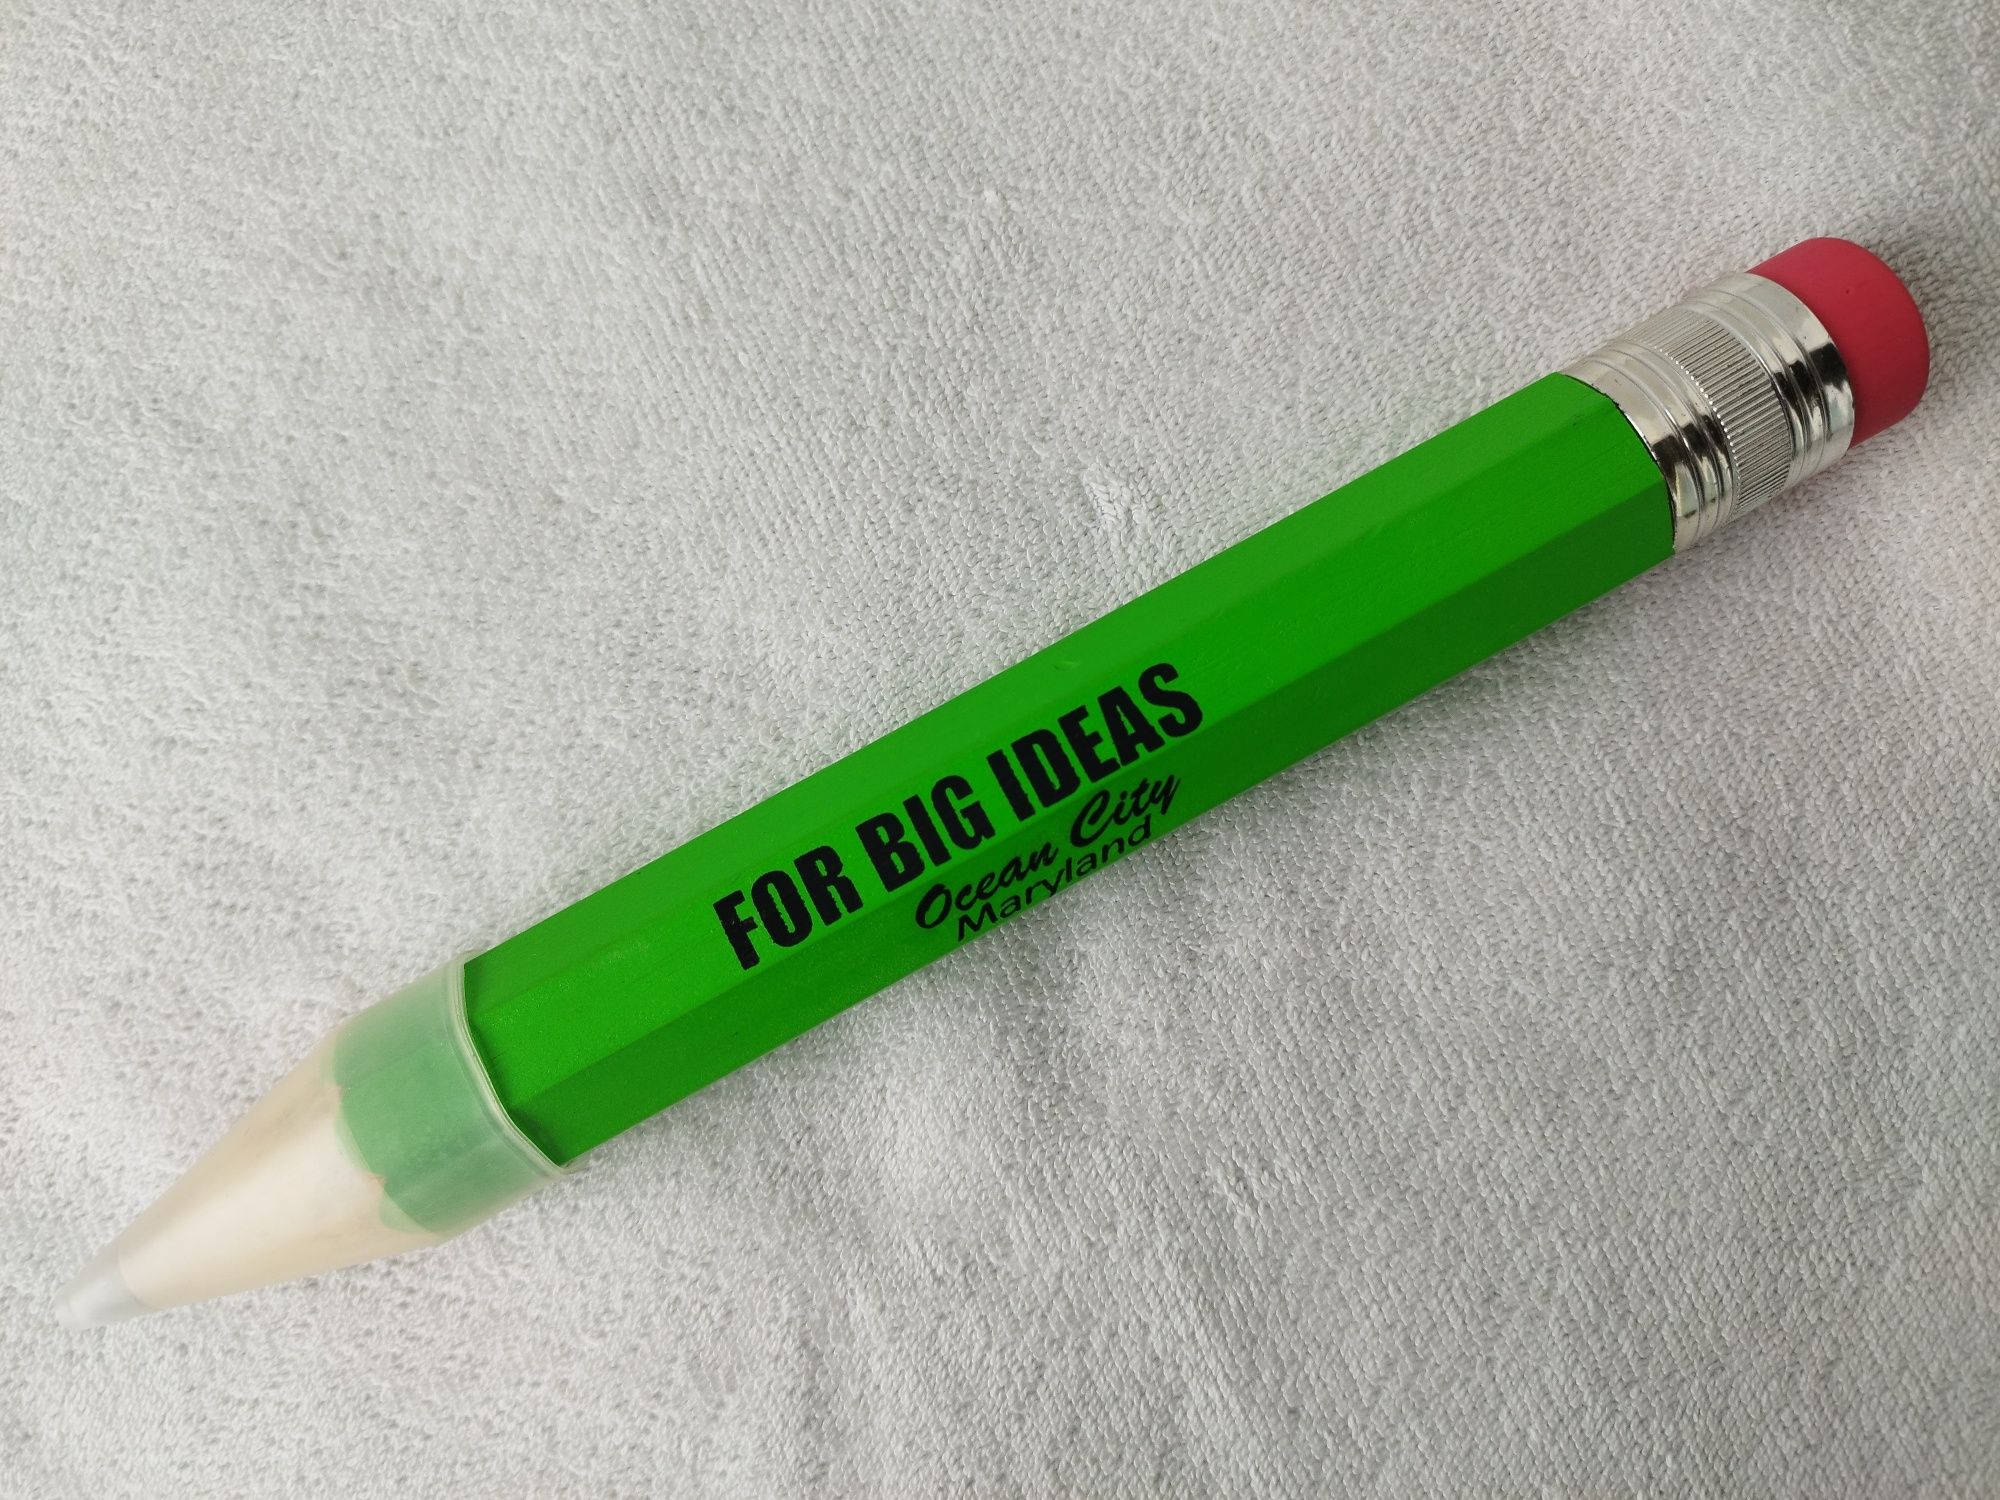 FOR BIG IDEAS
Ocean City
Maryland